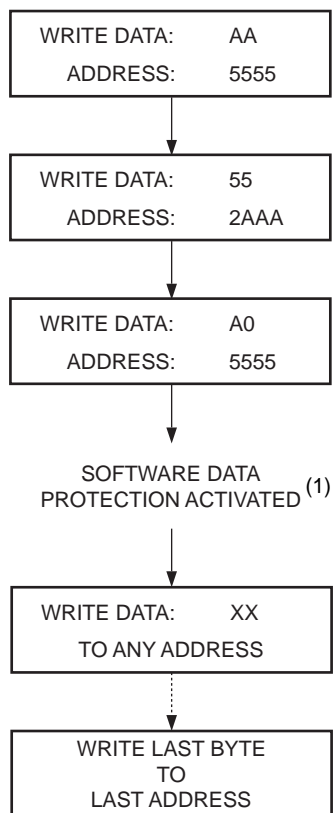 WRITE DATA: AA
ADDRESS: 5555
WRITE DATA: 55
ADDRESS: 2AAA
WRITE DATA: A0
ADDRESS: 5555
SOFTWARE DATA
PROTECTION ACTIVATED (1)
WRITE DATA: XX
TO ANY ADDRESS
WRITE LAST BYTE
TO
LAST ADDRESS